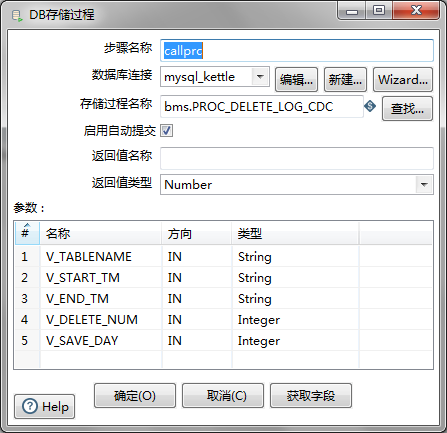 DB存储过程
步骤名称 callprc
数据库连接 mysql_kettle 编辑... 新建... Wizard...
存储过程名称 bms.PROC_DELETE_LOG_CDC S 查找...
启用自动提交
返回值名称
返回值类型 Number
参数：
# 名称 方向 类型
1 V_TABLENAME IN String
2 V_START_TM IN String
3 V_END_TM IN String
4 V_DELETE_NUM IN Integer
5 V_SAVE_DAY IN Integer
Help 确定(O) 取消(C) 获取字段